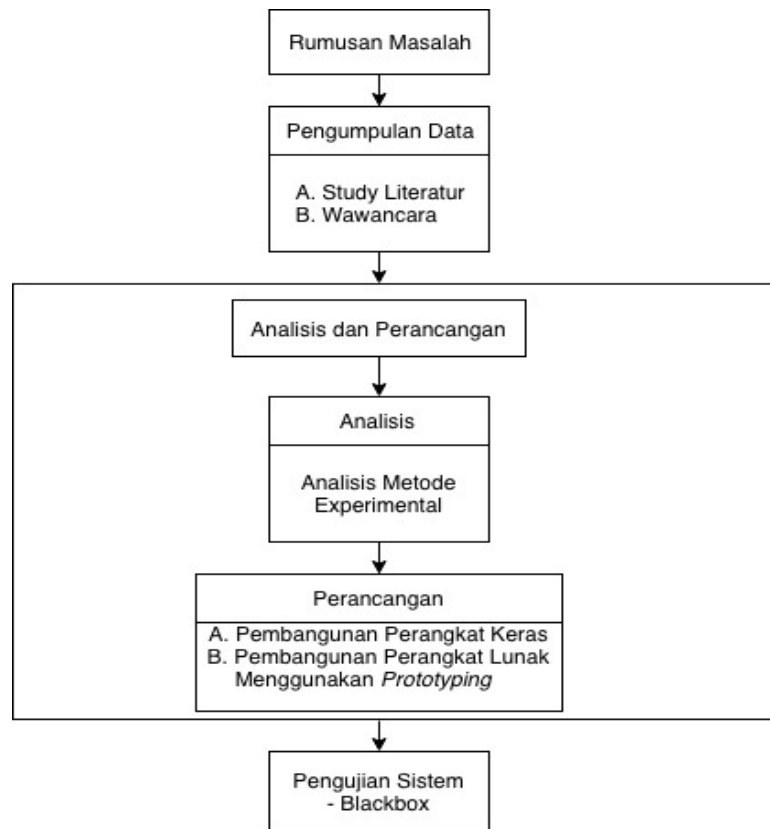 Rumusan Masalah
Pengumpulan Data
A. Study Literatur
B. Wawancara
Analisis dan Perancangan
Analisis
Analisis Metode
Experimental
Perancangan
A. Pembangunan Perangkat Keras
B. Pembangunan Perangkat Lunak
Menggunakan Prototyping
Pengujian Sistem
- Blackbox